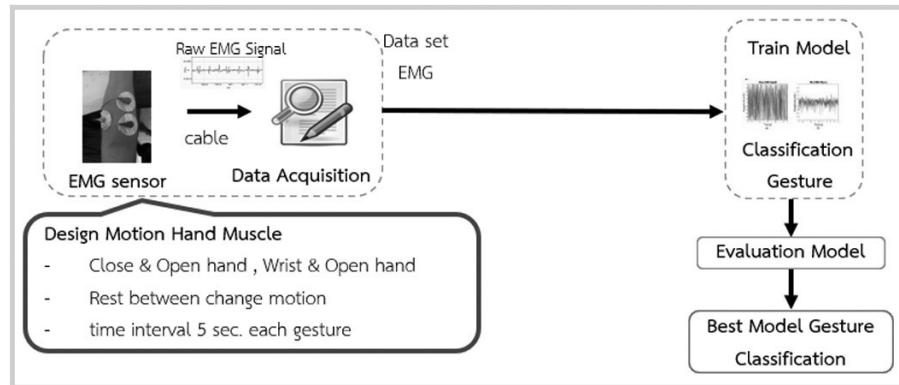 Raw EMG Signal
cable
EMG sensor
Data Acquisition
Data set
EMG
Train Model
Classification
Gesture
Design Motion Hand Muscle
- Close & Open hand , Wrist & Open hand
- Rest between change motion
- time interval 5 sec. each gesture
Evaluation Model
Best Model Gesture
Classification